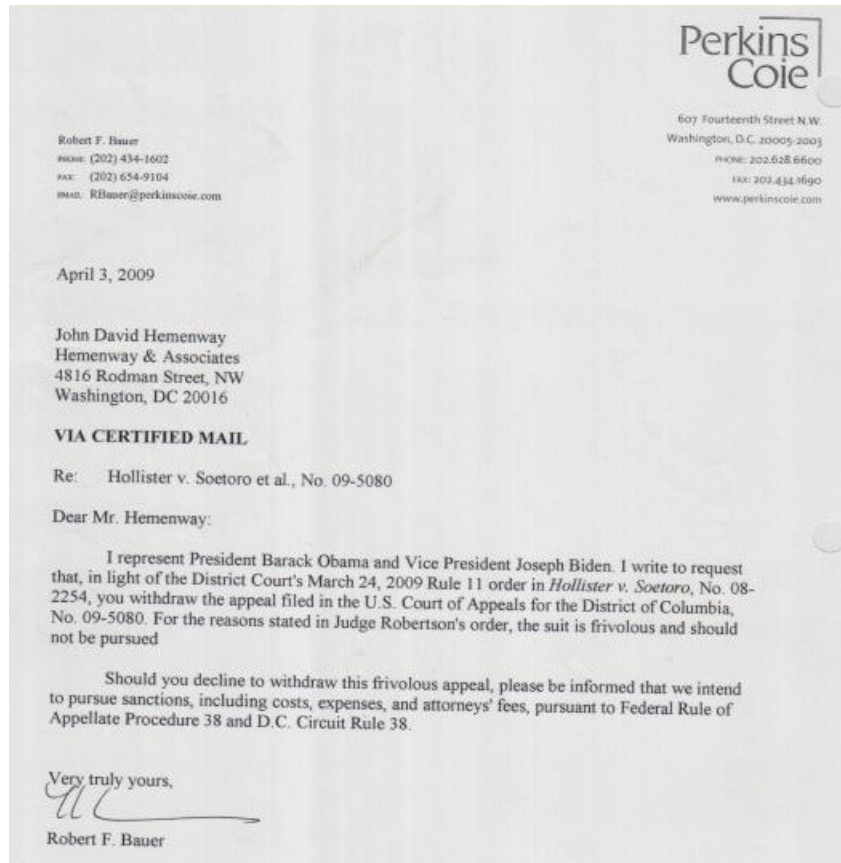 Perkins
Coie
607 Fourteenth Street N.W.
Washington, D.C. 20005-2003
PHONE: 202.628.6600
FAX: 202.434.1690
www.perkinscoie.com
Robert F. Bauer
PHONE: (202) 434-1602
FAX: (202) 654-9104
EMAIL: RBauer@perkinscoie.com
April 3, 2009
John David Hemenway
Hemenway & Associates
4816 Rodman Street, NW
Washington, DC 20016
VIA CERTIFIED MAIL
Re: Hollister v. Soetoro et al., No. 09-5080
Dear Mr. Hemenway:
I represent President Barack Obama and Vice President Joseph Biden. I write to request
that, in light of the District Court's March 24, 2009 Rule 11 order in Hollister v. Soetoro, No. 08-
2254, you withdraw the appeal filed in the U.S. Court of Appeals for the District of Columbia,
No. 09-5080. For the reasons stated in Judge Robertson's order, the suit is frivolous and should
not be pursued
Should you decline to withdraw this frivolous appeal, please be informed that we intend
to pursue sanctions, including costs, expenses, and attorneys' fees, pursuant to Federal Rule of
Appellate Procedure 38 and D.C. Circuit Rule 38.
Very truly yours,
Robert F. Bauer